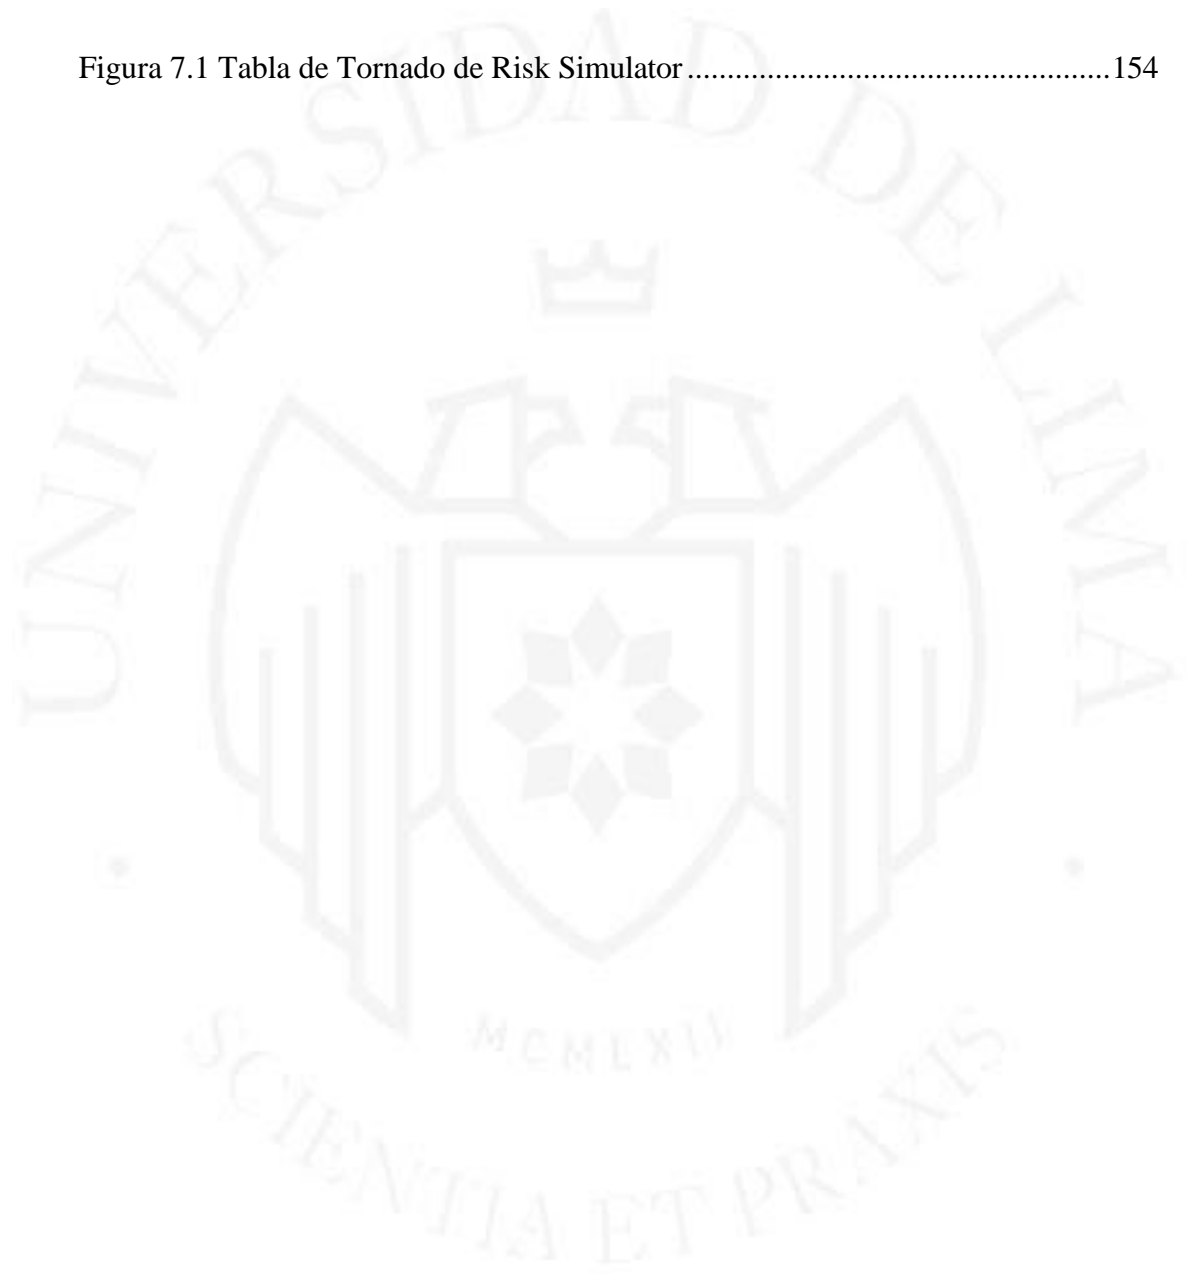 Figura 7.1 Tabla de Tornado de Risk Simulator................................................154
UNIVERSIDAD DE LIMA
MCMLXII
SCIENTIA ET PRAXIS